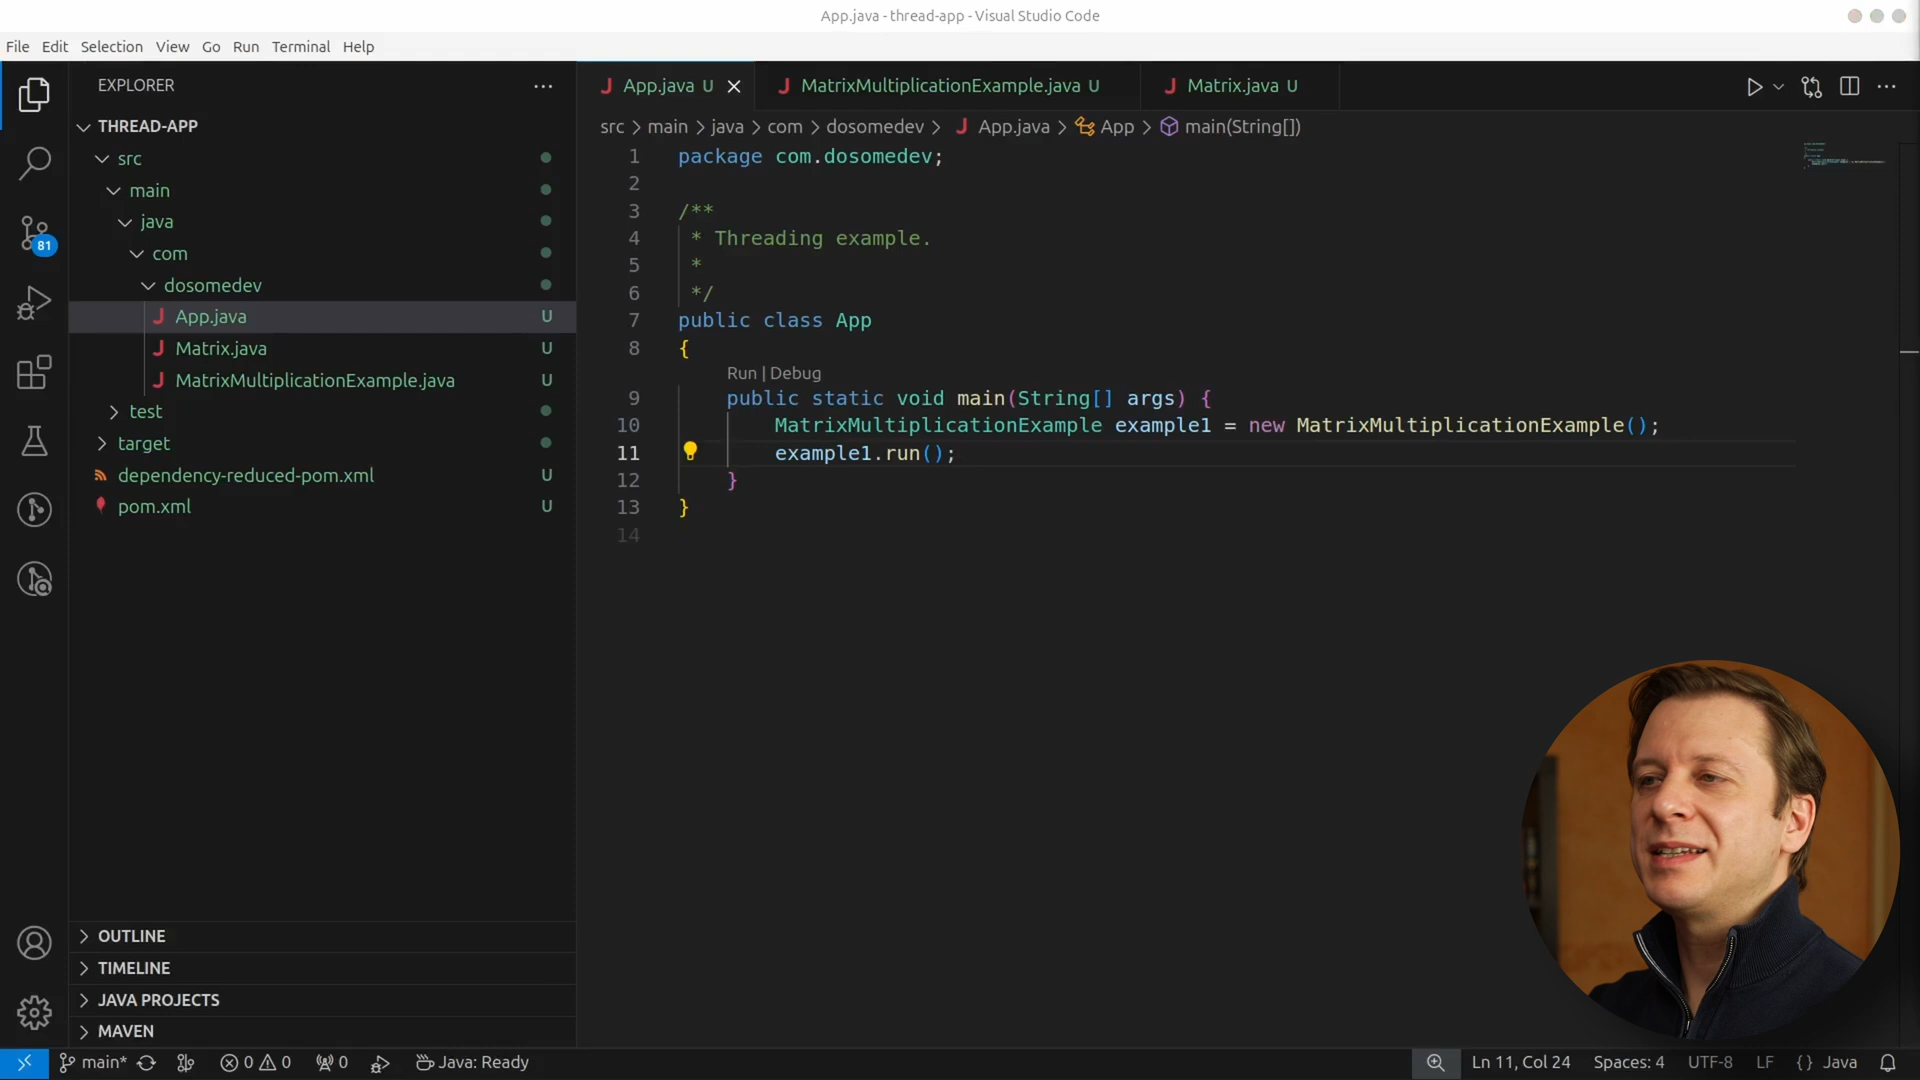 App.java - thread-app - Visual Studio Code
File Edit Selection View Go Run Terminal Help
EXPLORER
THREAD-APP
src
main
java
com
dosomedev
App.java U
Matrix.java U
MatrixMultiplicationExample.java U
test
target
dependency-reduced-pom.xml U
pom.xml U
81
OUTLINE
TIMELINE
JAVA PROJECTS
MAVEN
App.java U MatrixMultiplicationExample.java U Matrix.java U
src > main > java > com > dosomedev > App.java > App > main(String[])
1 package com.dosomedev;
2
3 /**
4 * Threading example.
5 *
6 */
7 public class App
8 {
Run | Debug
9 public static void main(String[] args) {
10 MatrixMultiplicationExample example1 = new MatrixMultiplicationExample();
11 example1.run();
12 }
13 }
14
main* 0 0 0 Java: Ready Ln 11, Col 24 Spaces: 4 UTF-8 LF {} Java